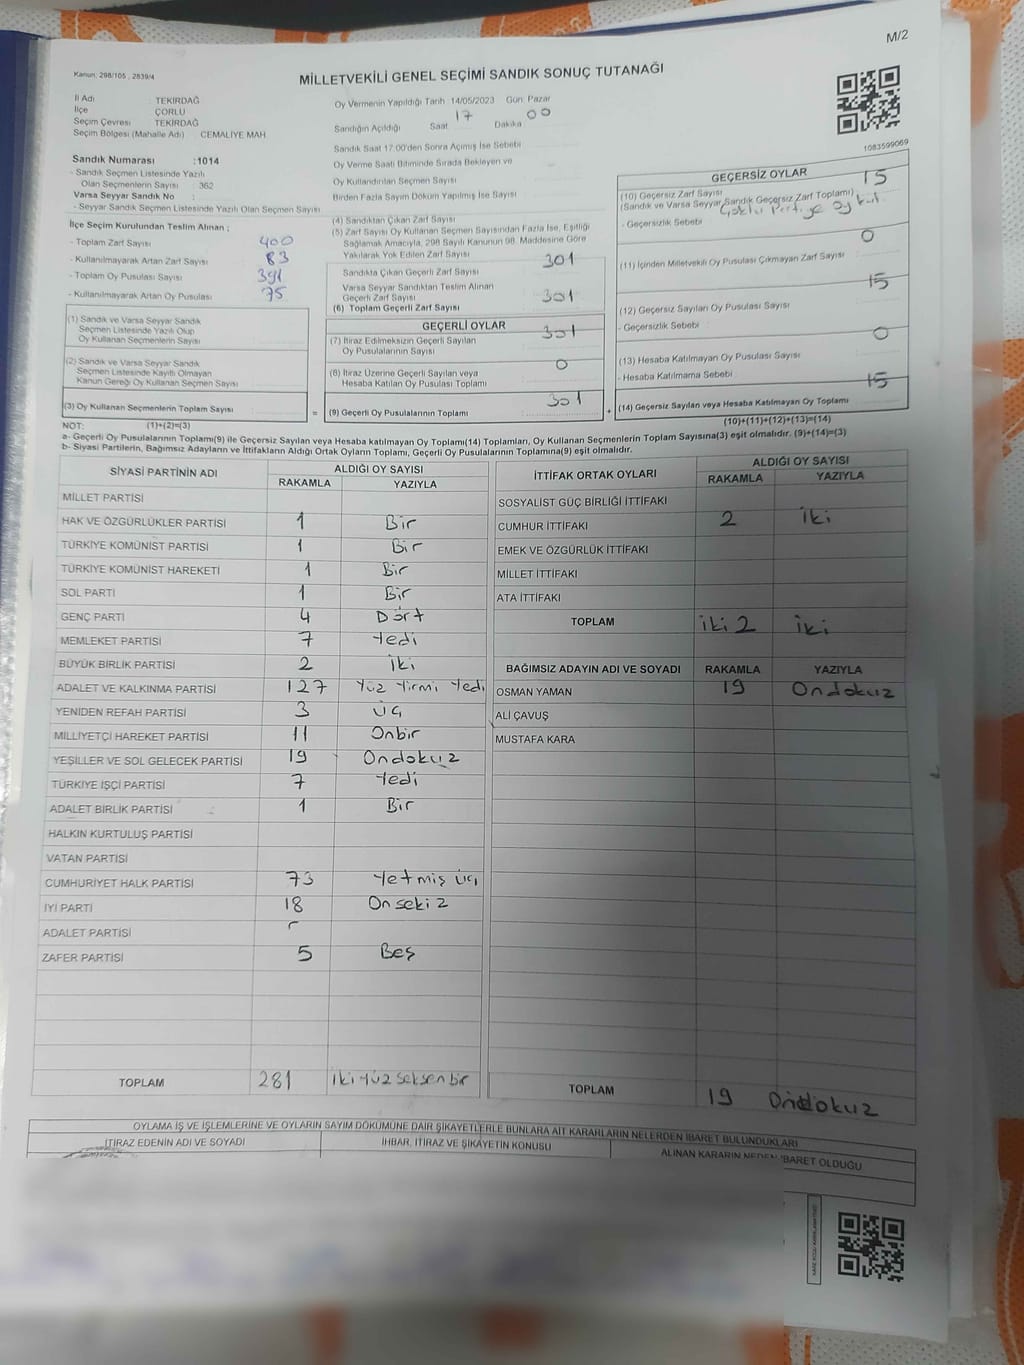 M/2
Kanun: 298/105 , 2839/4
MİLLETVEKİLİ GENEL SEÇİMİ SANDIK SONUÇ TUTANAĞI
İl Adı : TEKİRDAĞ
İlçe : ÇORLU
Seçim Çevresi : TEKİRDAĞ
Seçim Bölgesi (Mahalle Adı) CEMALİYE MAH.
Sandık Numarası :1014
- Sandık Seçmen Listesinde Yazılı
Olan Seçmenlerin Sayısı : 362
Varsa Seyyar Sandık No :
- Seyyar Sandık Seçmen Listesinde Yazılı Olan Seçmen Sayısı
İlçe Seçim Kurulundan Teslim Alınan ;
- Toplam Zarf Sayısı 400
- Kullanılmayarak Artan Zarf Sayısı 83
- Toplam Oy Pusulası Sayısı 391
- Kullanılmayarak Artan Oy Pusulası 75
(1) Sandık ve Varsa Seyyar Sandık
Seçmen Listesinde Yazılı Olup
Oy Kullanan Seçmen Sayısı
(2) Sandık ve Varsa Seyyar Sandık
Seçmen Listesinde Kayıtlı Olmayan
Kanun Gereği Oy Kullanan Seçmen Sayısı
(3) Oy Kullanan Seçmenlerin Toplam Sayısı
Oy Vermenin Yapıldığı Tarih :14/05/2023 Gün: Pazar
Sandığın Açıldığı Saat 17 Dakika 00
Sandık Saat 17:00'den Sonra Açımış İse Sebebi
Oy Verme Saati Bitiminde Sırada Bekleyen ve
Oy Kullandırılan Seçmen Sayısı
Birden Fazla Sayım Döküm Yapılmış İse Sayısı
(4) Sandıktan Çıkan Zarf Sayısı
(5) Zarf Sayısı Oy Kullanan Seçmen Sayısından Fazla İse, Eşitliği
Sağlamak Amacıyla, 298 Sayılı Kanunun 98. Maddesine Göre
Yakılarak Yok Edilen Zarf Sayısı
Sandıkta Çıkan Geçerli Zarf Sayısı 301
Varsa Seyyar Sandıktan Teslim Alınan
Geçerli Zarf Sayısı
(6) Toplam Geçerli Zarf Sayısı 301
GEÇERLİ OYLAR
(7) İtiraz Edilmeksizin Geçerli Sayılan
Oy Pusulalarının Sayısı 301
(8) İtiraz Üzerine Geçerli Sayılan veya
Hesaba Katılan Oy Pusulası Toplamı 0
= (9) Geçerli Oy Pusulalarının Toplamı 301 +
1083599069
GEÇERSİZ OYLAR
(10) Geçersiz Zarf Sayısı 15
(Sandık ve Varsa Seyyar Sandık Geçersiz Zarf Toplamı)
- Geçersizlik Sebebi :
(11) İçinden Milletvekili Oy Pusulası Çıkmayan Zarf Sayısı 0
(12) Geçersiz Sayılan Oy Pusulası Sayısı 15
- Geçersizlik Sebebi :
(13) Hesaba Katılmayan Oy Pusulası Sayısı 0
- Hesaba Katılmama Sebebi :
(14) Geçersiz Sayılan veya Hesaba Katılmayan Oy Toplamı 15
NOT: (1)+(2)=(3) (10)+(11)+(12)+(13)=(14)
a- Geçerli Oy Pusulalarının Toplamı(9) ile Geçersiz Sayılan veya Hesaba katılmayan Oy Toplamı(14) Toplamları, Oy Kullanan Seçmenlerin Toplam Sayısına(3) eşit olmalıdır. (9)+(14)=(3)
b- Siyasi Partilerin, Bağımsız Adayların ve İttifakların Aldığı Ortak Oyların Toplamı, Geçerli Oy Pusulalarının Toplamına(9) eşit olmalıdır.
SİYASİ PARTİNİN ADI ALDIĞI OY SAYISI
RAKAMLA YAZIYLA
MİLLET PARTİSİ
HAK VE ÖZGÜRLÜKLER PARTİSİ 1 Bir
TÜRKİYE KOMÜNİST PARTİSİ 1 Bir
TÜRKİYE KOMÜNİST HAREKETİ 1 Bir
SOL PARTİ 1 Bir
GENÇ PARTİ 4 Dört
MEMLEKET PARTİSİ 7 Yedi
BÜYÜK BİRLİK PARTİSİ 2 İki
ADALET VE KALKINMA PARTİSİ 127 Yüz Yirmi Yedi
YENİDEN REFAH PARTİSİ 3 Üç
MİLLİYETÇİ HAREKET PARTİSİ 11 Onbir
YEŞİLLER VE SOL GELECEK PARTİSİ 19 Ondokuz
TÜRKİYE İŞÇİ PARTİSİ 7 Yedi
ADALET BİRLİK PARTİSİ 1 Bir
HALKIN KURTULUŞ PARTİSİ
VATAN PARTİSİ
CUMHURİYET HALK PARTİSİ 73 Yetmiş üç
İYİ PARTİ 18 Onsekiz
ADALET PARTİSİ
ZAFER PARTİSİ 5 Beş
TOPLAM 281 İki Yüz Seksen bir
İTTİFAK ORTAK OYLARI ALDIĞI OY SAYISI
RAKAMLA YAZIYLA
SOSYALİST GÜÇ BİRLİĞİ İTTİFAKI
CUMHUR İTTİFAKI 2 İki
EMEK VE ÖZGÜRLÜK İTTİFAKI
MİLLET İTTİFAKI
ATA İTTİFAKI
TOPLAM İki 2 İki
BAĞIMSIZ ADAYIN ADI VE SOYADI RAKAMLA YAZIYLA
OSMAN YAMAN 19 Ondokuz
ALİ ÇAVUŞ
MUSTAFA KARA
TOPLAM 19 Ondokuz
OYLAMA İŞ VE İŞLEMLERİNE VE OYLARIN SAYIM DÖKÜMÜNE DAİR ŞİKAYETLERLE BUNLARA AİT KARARLARIN NELERDEN İBARET BULUNDUKLARI
İTİRAZ EDENİN ADI VE SOYADI İHBAR, İTİRAZ VE ŞİKAYETİN KONUSU ALINAN KARARIN NEDEN İBARET OLDUĞU